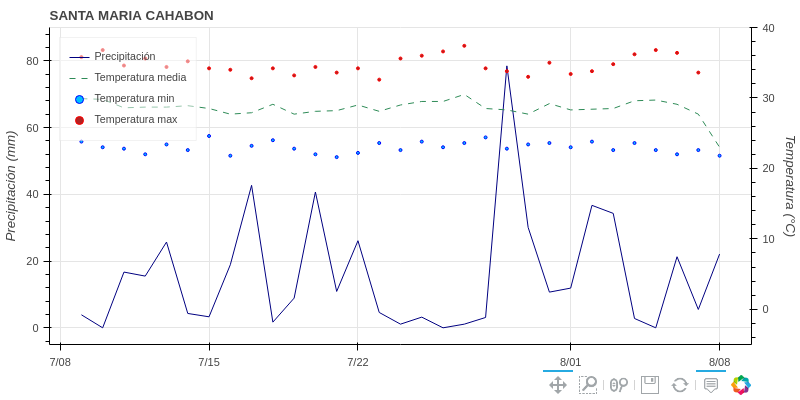 SANTA MARIA CAHABON
Precipitación
Temperatura media
Temperatura min
Temperatura max
Precipitación (mm)
80
60
40
20
0
Temperatura (°C)
40
30
20
10
0
7/08
7/15
7/22
8/01
8/08